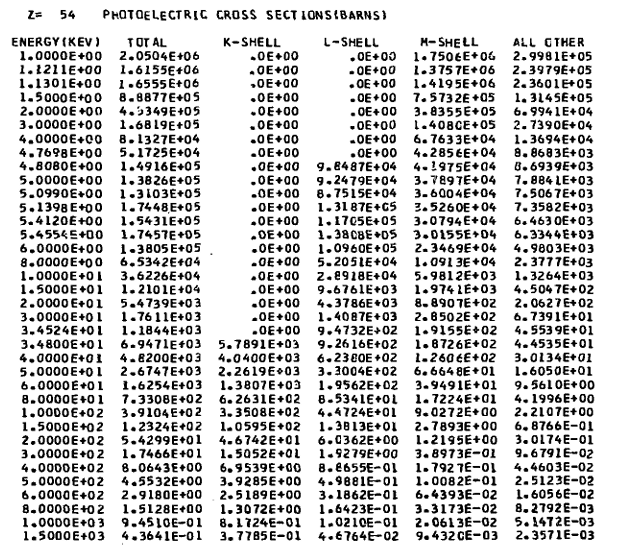 Z= 54 PHOTOELECTRIC CROSS SECTIONS(BARNS)
ENERGY(KEV) TOTAL K-SHELL L-SHELL M-SHELL ALL OTHER
1.0000E+00 2.0504E+06 .0E+00 .0E+00 1.7506E+06 2.9981E+05
1.1211E+00 1.6155E+06 .0E+00 .0E+00 1.3757E+06 2.3979E+05
1.1301E+00 1.6555E+06 .0E+00 .0E+00 1.4195E+06 2.3601E+05
1.5000E+00 8.8877E+05 .0E+00 .0E+00 7.5732E+05 1.3145E+05
2.0000E+00 4.5349E+05 .0E+00 .0E+00 3.8355E+05 6.9941E+04
3.0000E+00 1.6819E+05 .0E+00 .0E+00 1.4080E+05 2.7390E+04
4.0000E+00 8.1327E+04 .0E+00 .0E+00 6.7633E+04 1.3694E+04
4.7698E+00 5.1725E+04 .0E+00 .0E+00 4.2856E+04 8.8683E+03
4.8080E+00 1.4916E+05 .0E+00 9.8487E+04 4.1975E+04 8.6939E+03
5.0000E+00 1.3826E+05 .0E+00 9.2479E+04 3.7897E+04 7.8841E+03
5.0990E+00 1.3103E+05 .0E+00 8.7515E+04 3.6004E+04 7.5067E+03
5.1398E+00 1.7448E+05 .0E+00 1.3187E+05 3.5260E+04 7.3582E+03
5.4120E+00 1.5431E+05 .0E+00 1.1705E+05 3.0794E+04 6.4630E+03
5.4555E+00 1.7457E+05 .0E+00 1.3808E+05 3.0155E+04 6.3344E+03
6.0000E+00 1.3805E+05 .0E+00 1.0960E+05 2.3469E+04 4.9803E+03
8.0000E+00 6.5342E+04 .0E+00 5.2051E+04 1.0913E+04 2.3777E+03
1.0000E+01 3.6226E+04 .0E+00 2.8918E+04 5.9812E+03 1.3264E+03
1.5000E+01 1.2101E+04 .0E+00 9.6761E+03 1.9741E+03 4.5047E+02
2.0000E+01 5.4739E+03 .0E+00 4.3786E+03 8.8907E+02 2.0627E+02
3.0000E+01 1.7611E+03 .0E+00 1.4087E+03 2.8502E+02 6.7391E+01
3.4524E+01 1.1844E+03 .0E+00 9.4732E+02 1.9155E+02 4.5539E+01
3.4800E+01 6.9471E+03 5.7891E+03 9.2616E+02 1.8726E+02 4.4535E+01
4.0000E+01 4.8200E+03 4.0400E+03 6.2380E+02 1.2606E+02 3.0134E+01
5.0000E+01 2.6747E+03 2.2619E+03 3.3004E+02 6.6648E+01 1.6050E+01
6.0000E+01 1.6254E+03 1.3807E+03 1.9562E+02 3.9491E+01 9.5610E+00
8.0000E+01 7.3308E+02 6.2631E+02 8.5341E+01 1.7224E+01 4.1996E+00
1.0000E+02 3.9104E+02 3.3508E+02 4.4724E+01 9.0272E+00 2.2107E+00
1.5000E+02 1.2324E+02 1.0595E+02 1.3813E+01 2.7893E+00 6.8766E-01
2.0000E+02 5.4299E+01 4.6742E+01 6.0362E+00 1.2195E+00 3.0174E-01
3.0000E+02 1.7466E+01 1.5052E+01 1.9279E+00 3.8973E-01 9.6791E-02
4.0000E+02 8.0643E+00 6.9539E+00 8.8655E-01 1.7927E-01 4.4603E-02
5.0000E+02 4.5532E+00 3.9285E+00 4.9881E-01 1.0082E-01 2.5123E-02
6.0000E+02 2.9180E+00 2.5189E+00 3.1862E-01 6.4393E-02 1.6056E-02
8.0000E+02 1.5128E+00 1.3072E+00 1.6423E-01 3.3173E-02 8.2792E-03
1.0000E+03 9.4510E-01 8.1724E-01 1.0210E-01 2.0613E-02 5.1472E-03
1.5000E+03 4.3641E-01 3.7785E-01 4.6764E-02 9.4320E-03 2.3571E-03